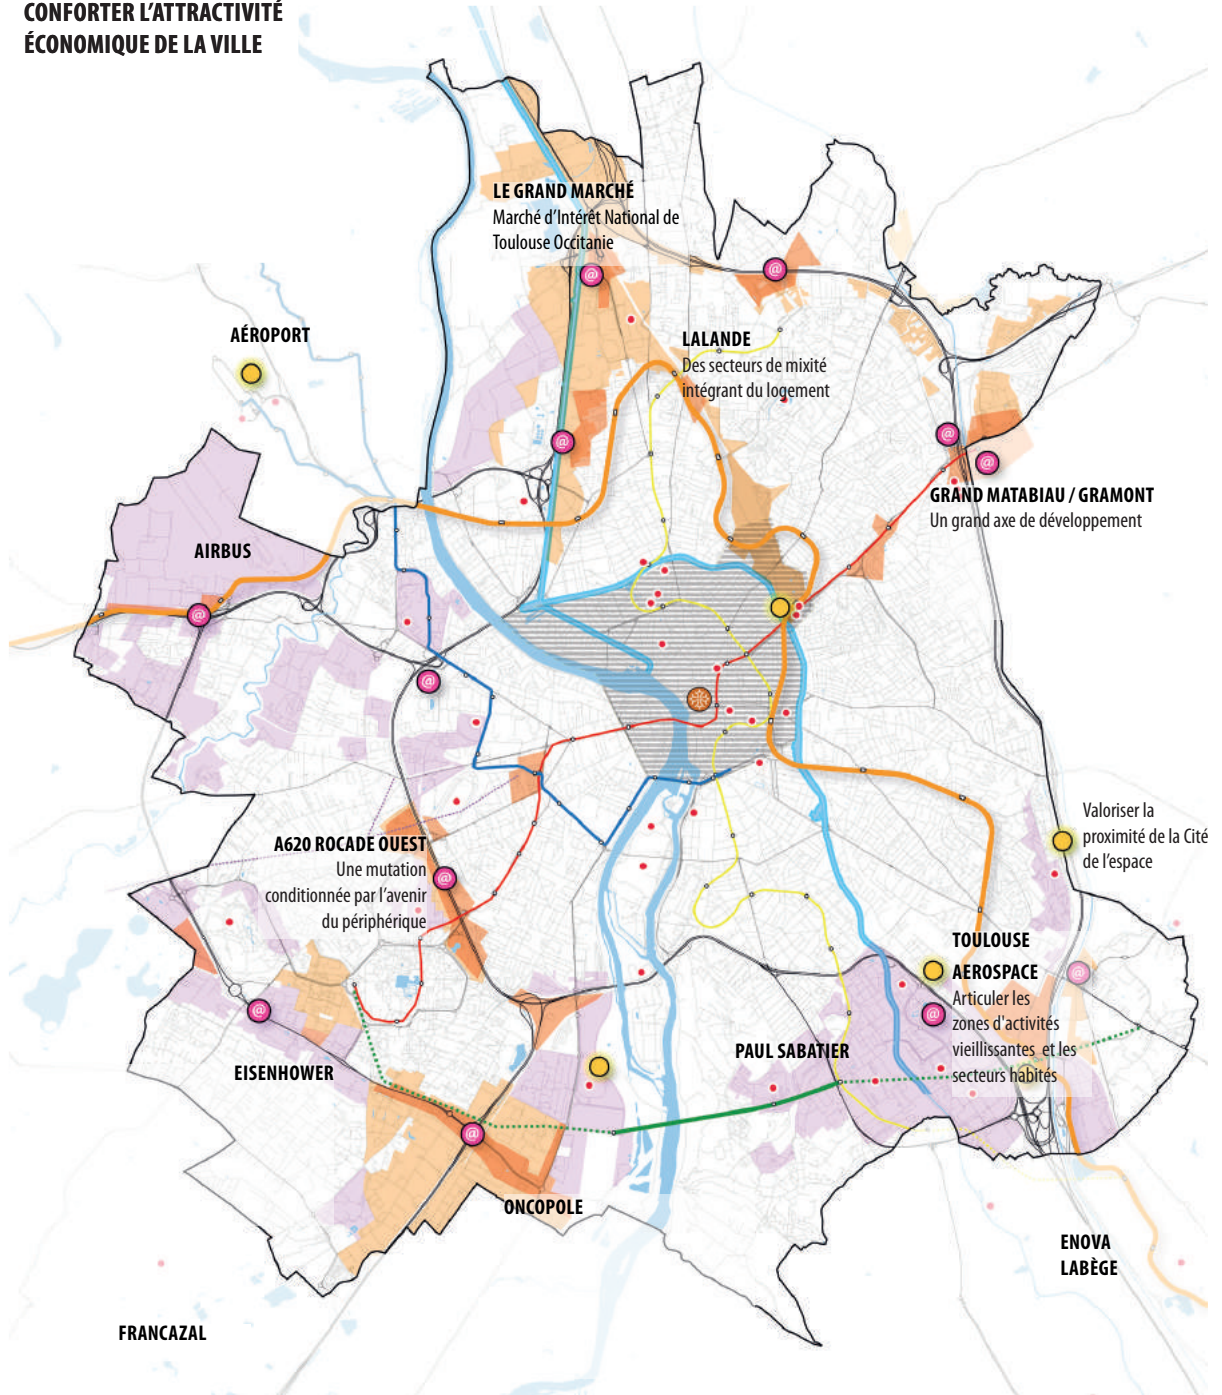 CONFORTER L'ATTRACTIVITÉ
ÉCONOMIQUE DE LA VILLE
LE GRAND MARCHÉ
Marché d'Intérêt National de
Toulouse Occitanie
@
@
AÉROPORT
LALANDE
Des secteurs de mixité
intégrant du logement
@
@
@
GRAND MATABIAU / GRAMONT
Un grand axe de développement
AIRBUS
@
@
Valoriser la
proximité de la Cité
de l'espace
A620 ROCADE OUEST
Une mutation
conditionnée par l'avenir
du périphérique
@
TOULOUSE
AEROSPACE
Articuler les
zones d'activités
vieillissantes et les
secteurs habités
@
@
@
PAUL SABATIER
EISENHOWER
@
ONCOPOLE
ENOVA
LABÈGE
FRANCAZAL